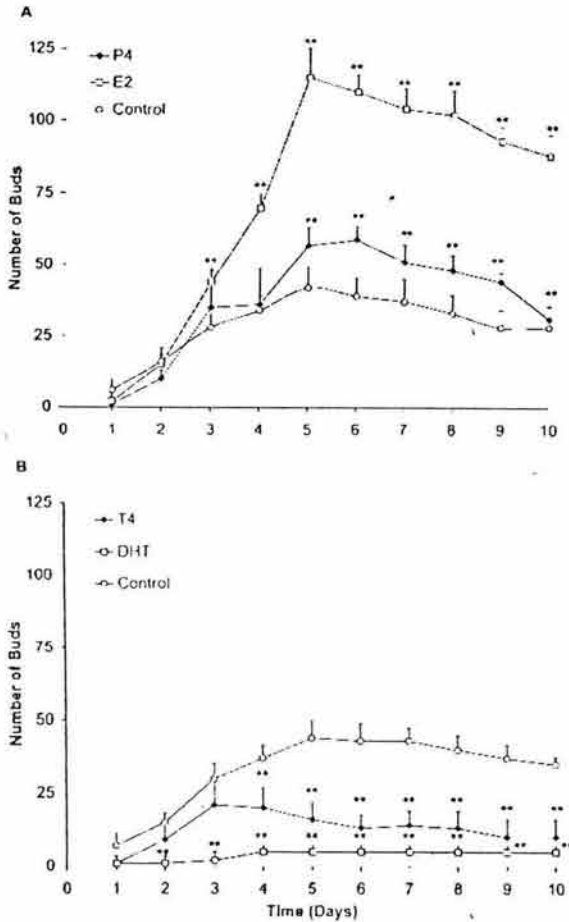 A
P4
E2
Control
125
100
75
50
25
0
Number of Buds
** ** ** ** ** ** ** ** # ** ** ** ** ** **
0 1 2 3 4 5 6 7 8 9 10
B
T4
DHT
Control
125
100
75
50
25
0
Number of Buds
** ** ** ** ** ** **
** ** ** ** ** ** ** ** **
0 1 2 3 4 5 6 7 8 9 10
Time (Days)